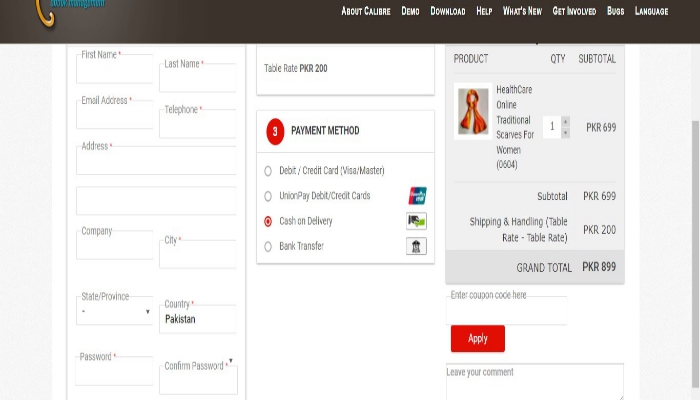 ebook management
About Calibre Demo Download Help What's New Get Involved Bugs Language
First Name *
Last Name *
Email Address *
Telephone *
Address *
Company
City *
State/Province
-
Country *
Pakistan
Password *
Confirm Password *
Table Rate PKR 200
3 PAYMENT METHOD
Debit / Credit Card (Visa/Master)
UnionPay Debit/Credit Cards
Cash on Delivery
Bank Transfer
PRODUCT QTY SUBTOTAL
HealthCare
Online
Traditional
Scarves For
Women
(0604)
1
PKR 699
Subtotal PKR 699
Shipping & Handling (Table
Rate - Table Rate) PKR 200
GRAND TOTAL PKR 899
Enter coupon code here
Apply
Leave your comment